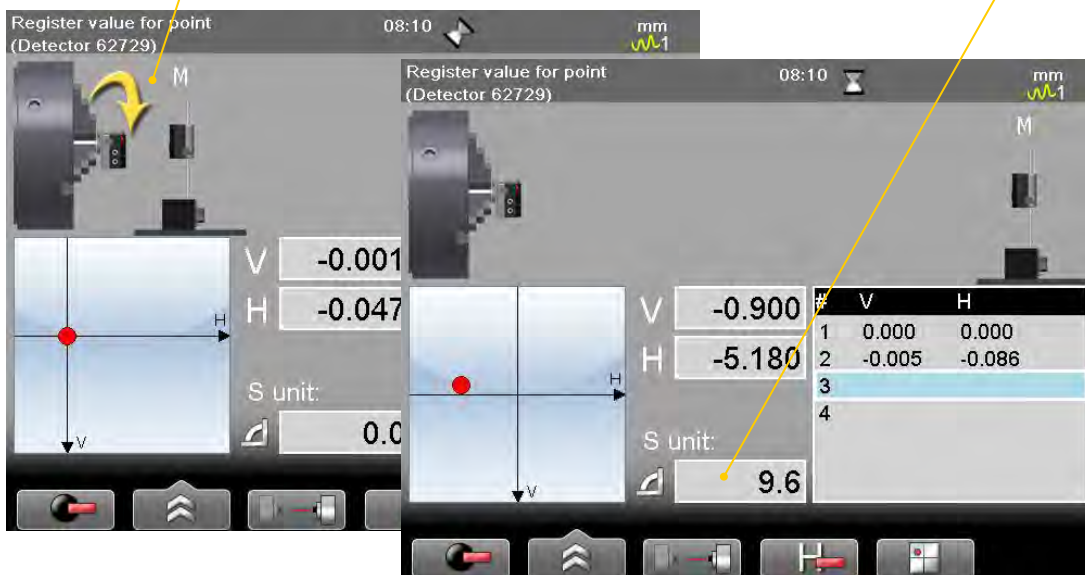 Register value for point 08:10 mm
(Detector 62729) 1
M
V -0.001
H -0.047
H
V
S unit:
0.0
Register value for point 08:10 mm
(Detector 62729) 1
M
V -0.900
H -5.180
H
V
S unit:
9.6
# V H
1 0.000 0.000
2 -0.005 -0.086
3
4
H